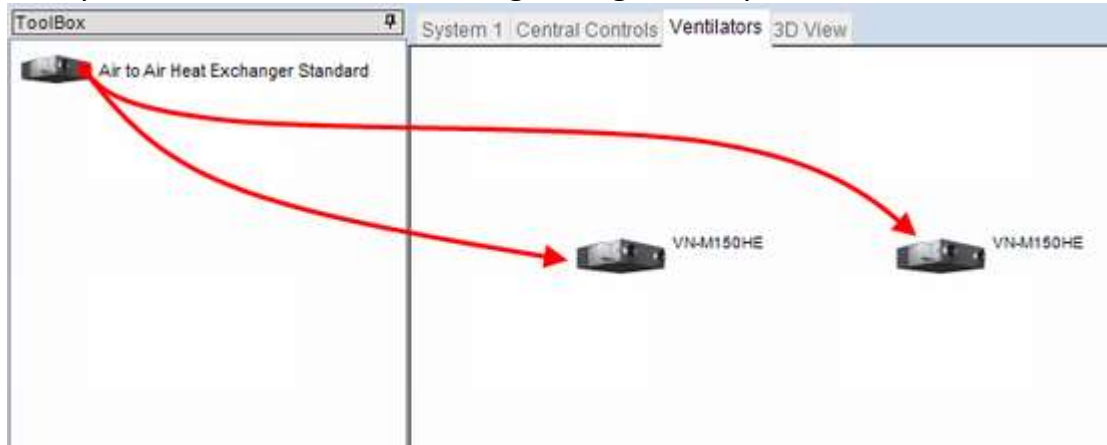 ToolBox
System 1 Central Controls Ventilators 3D View
Air to Air Heat Exchanger Standard
VN-M150HE
VN-M150HE